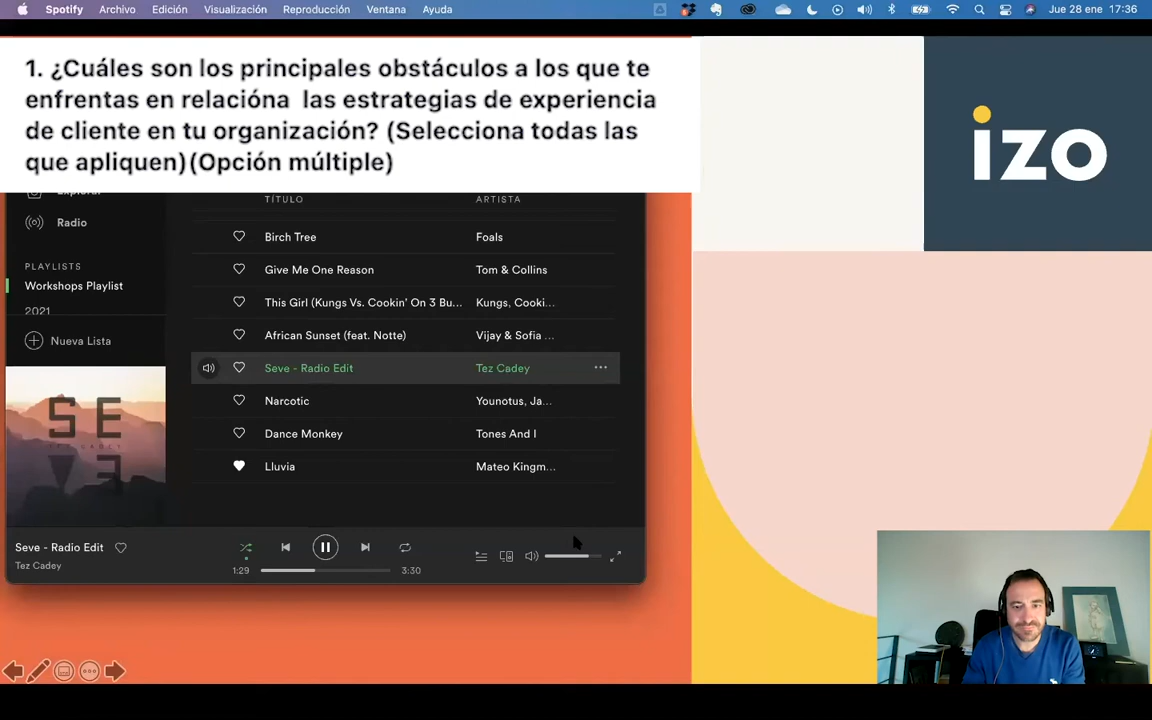 Spotify Archivo Edición Visualización Reproducción Ventana Ayuda Jue 28 ene 17:36
1. ¿Cuáles son los principales obstáculos a los que te
enfrentas en relacióna las estrategias de experiencia
de cliente en tu organización? (Selecciona todas las
que apliquen)(Opción múltiple)
izo
Explorar
Radio
PLAYLISTS
Workshops Playlist
2021
Nueva Lista
TÍTULO ARTISTA
Birch Tree Foals
Give Me One Reason Tom & Collins
This Girl (Kungs Vs. Cookin' On 3 Bu... Kungs, Cooki...
African Sunset (feat. Notte) Vijay & Sofia ...
Seve - Radio Edit Tez Cadey
Narcotic Younotus, Ja...
Dance Monkey Tones And I
Lluvia Mateo Kingm...
SE
VE
Seve - Radio Edit
Tez Cadey
1:29 3:30